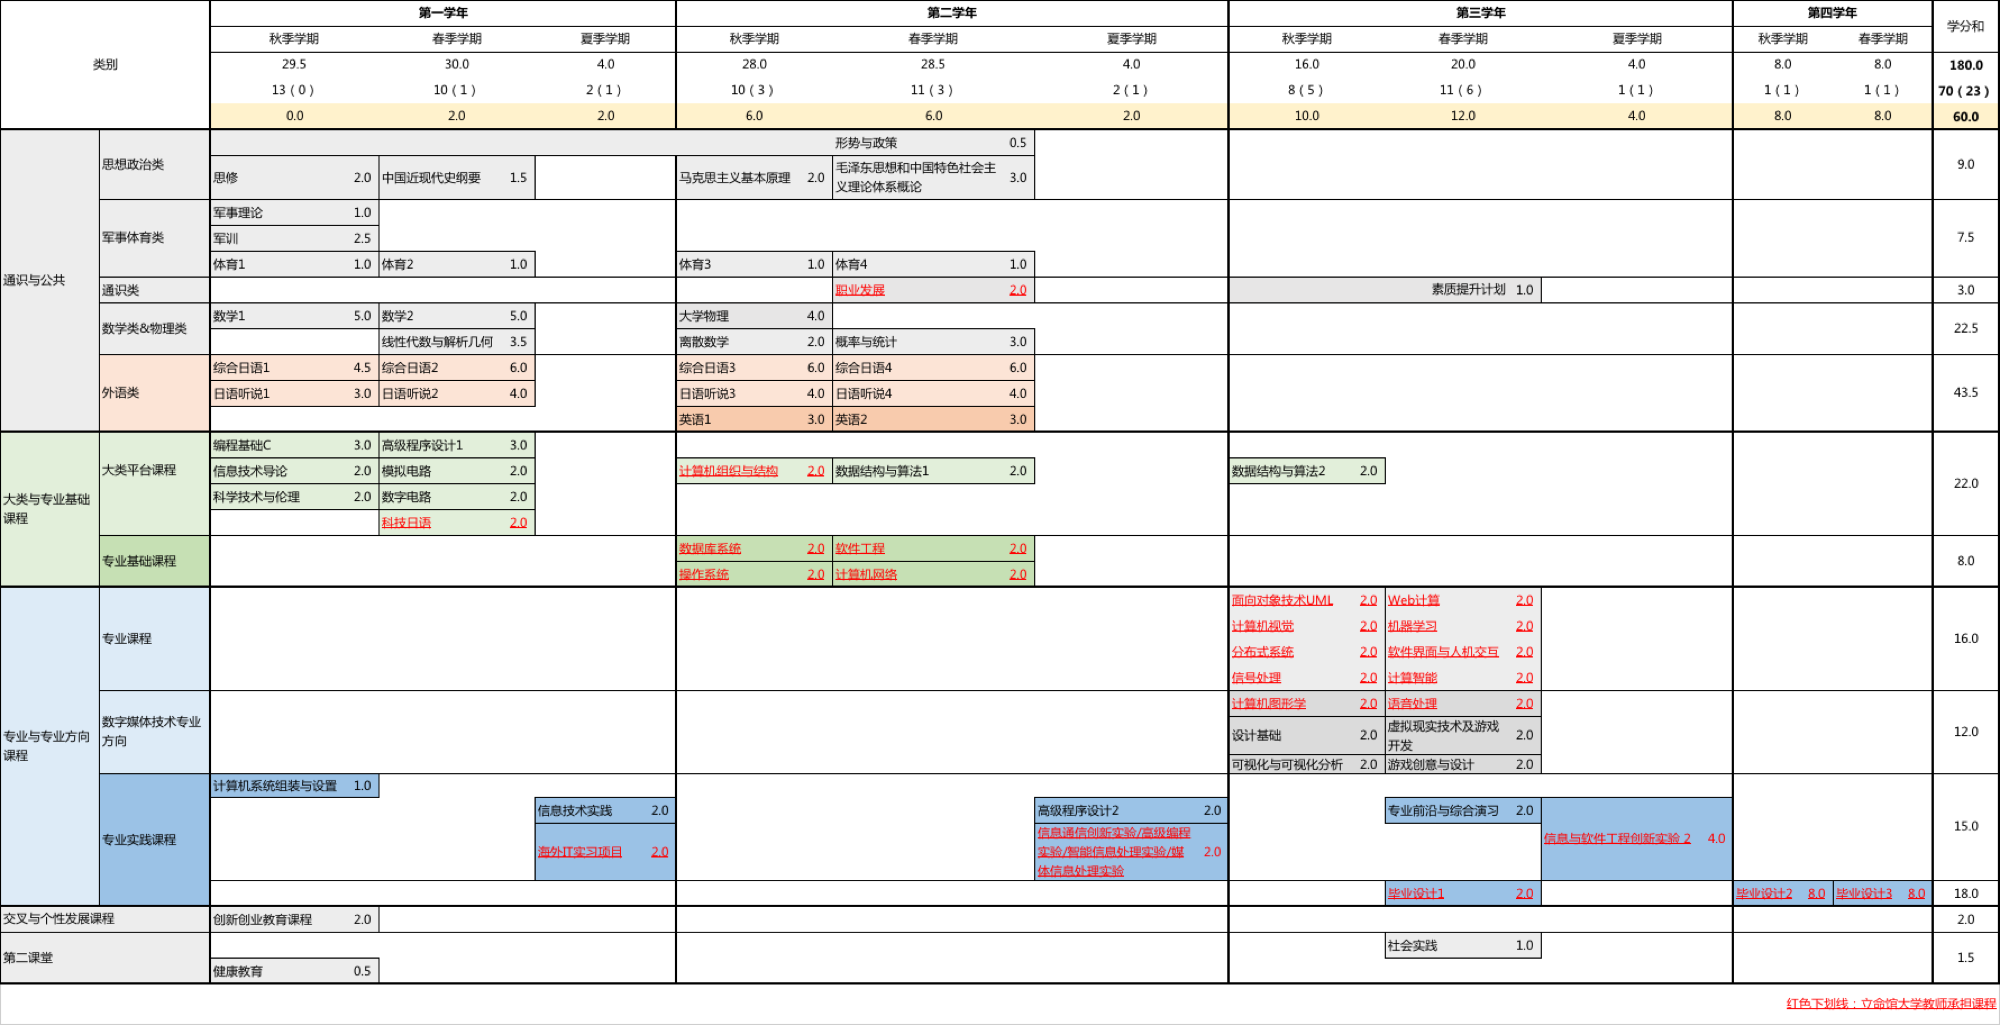 类别 第一学年 第二学年 第三学年 第四学年 学分和
秋季学期 春季学期 夏季学期 秋季学期 春季学期 夏季学期 秋季学期 春季学期 夏季学期 秋季学期 春季学期
29.5 30.0 4.0 28.0 28.5 4.0 16.0 20.0 4.0 8.0 8.0 180.0
13（0） 10（1） 2（1） 10（3） 11（3） 2（1） 8（5） 11（6） 1（1） 1（1） 1（1） 70（23）
0.0 2.0 2.0 6.0 6.0 2.0 10.0 12.0 4.0 8.0 8.0 60.0
通识与公共
思想政治类 9.0
形势与政策 0.5
思修 2.0 中国近现代史纲要 1.5 马克思主义基本原理 2.0 毛泽东思想和中国特色社会主
义理论体系概论 3.0
军事体育类 7.5
军事理论 1.0
军训 2.5
体育1 1.0 体育2 1.0 体育3 1.0 体育4 1.0
通识类 职业发展 2.0 素质提升计划 1.0 3.0
数学类&物理类 22.5
数学1 5.0 数学2 5.0 大学物理 4.0
线性代数与解析几何 3.5 离散数学 2.0 概率与统计 3.0
外语类 43.5
综合日语1 4.5 综合日语2 6.0 综合日语3 6.0 综合日语4 6.0
日语听说1 3.0 日语听说2 4.0 日语听说3 4.0 日语听说4 4.0
英语1 3.0 英语2 3.0
大类与专业基础
课程
大类平台课程 22.0
编程基础C 3.0 高级程序设计1 3.0
信息技术导论 2.0 模拟电路 2.0 计算机组织与结构 2.0 数据结构与算法1 2.0 数据结构与算法2 2.0
科学技术与伦理 2.0 数字电路 2.0
科技日语 2.0
专业基础课程 8.0
数据库系统 2.0 软件工程 2.0
操作系统 2.0 计算机网络 2.0
专业与专业方向
课程
专业课程 16.0
面向对象技术UML 2.0 Web计算 2.0
计算机视觉 2.0 机器学习 2.0
分布式系统 2.0 软件界面与人机交互 2.0
信号处理 2.0 计算智能 2.0
数字媒体技术专业
方向 12.0
计算机图形学 2.0 语音处理 2.0
设计基础 2.0 虚拟现实技术及游戏
开发 2.0
可视化与可视化分析 2.0 游戏创意与设计 2.0
专业实践课程 15.0
计算机系统组装与设置 1.0
信息技术实践 2.0 高级程序设计2 2.0 专业前沿与综合演习 2.0
海外IT实习项目 2.0 信息通信创新实验/高级编程
实验/智能信息处理实验/媒
体信息处理实验 2.0
信息与软件工程创新实验 2 4.0
毕业设计1 2.0 毕业设计2 8.0 毕业设计3 8.0 18.0
交叉与个性发展课程 创新创业教育课程 2.0 2.0
第二课堂 1.5
社会实践 1.0
健康教育 0.5
红色下划线：立命馆大学教师承担课程